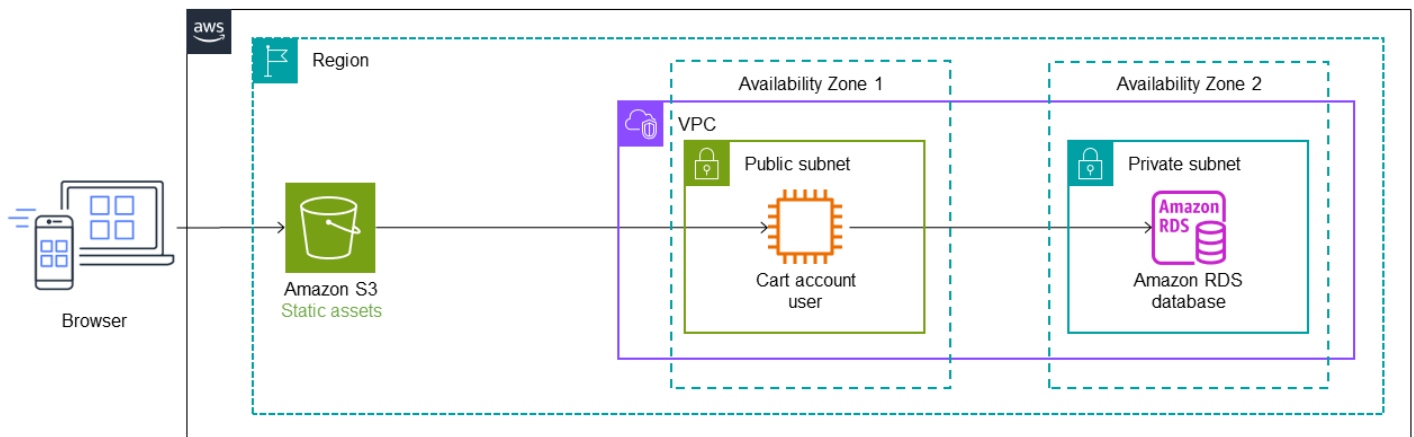 aws
Region
Availability Zone 1
Availability Zone 2
VPC
Public subnet
Private subnet
Amazon
RDS
Amazon S3
Static assets
Cart account
user
Amazon RDS
database
Browser